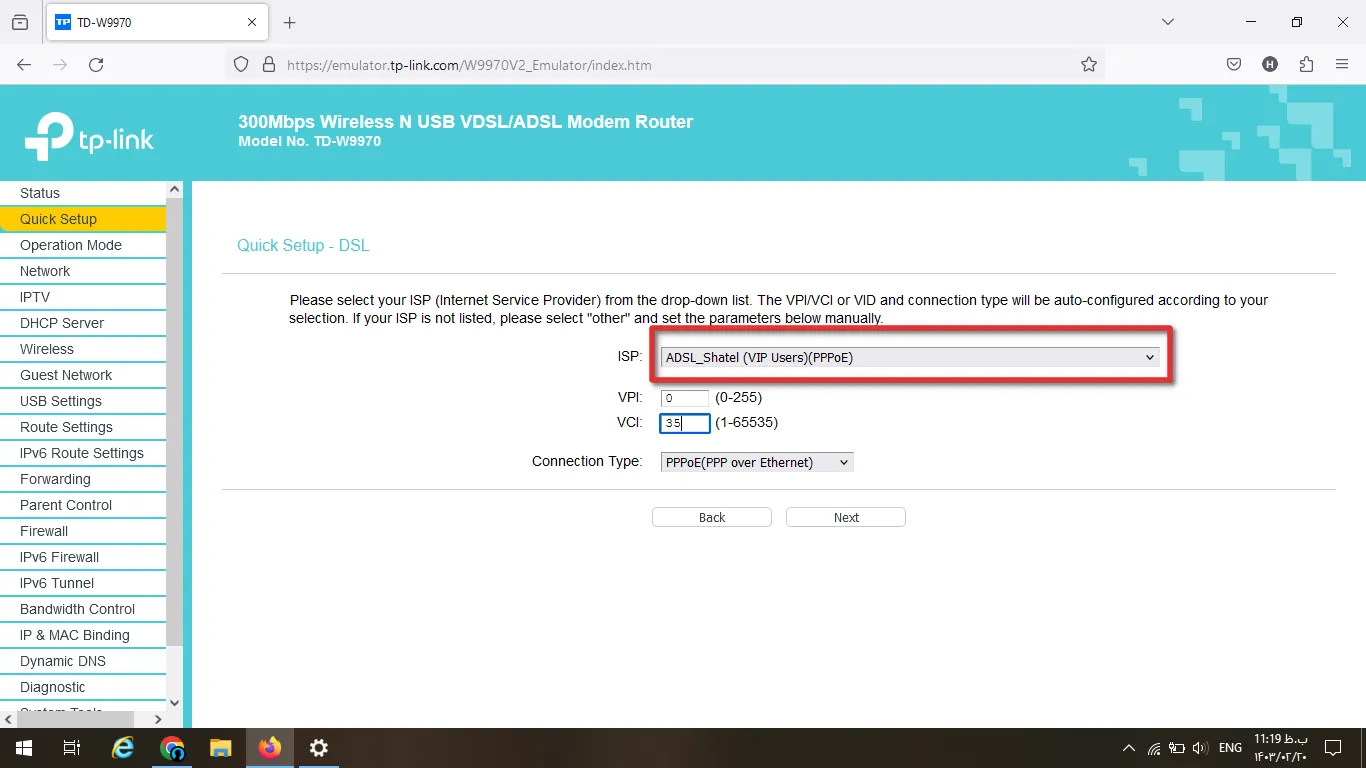 TD-W9970
https://emulator.tp-link.com/W9970V2_Emulator/index.htm
H
tp-link
300Mbps Wireless N USB VDSL/ADSL Modem Router
Model No. TD-W9970
Status
Quick Setup
Operation Mode
Network
IPTV
DHCP Server
Wireless
Guest Network
USB Settings
Route Settings
IPv6 Route Settings
Forwarding
Parent Control
Firewall
IPv6 Firewall
IPv6 Tunnel
Bandwidth Control
IP & MAC Binding
Dynamic DNS
Diagnostic
System Tools
Quick Setup - DSL
Please select your ISP (Internet Service Provider) from the drop-down list. The VPI/VCI or VID and connection type will be auto-configured according to your
selection. If your ISP is not listed, please select "other" and set the parameters below manually.
ISP: ADSL_Shatel (VIP Users)(PPPoE)
VPI: 0 (0-255)
VCI: 35 (1-65535)
Connection Type: PPPoE(PPP over Ethernet)
Back Next
ENG
11:19 ب.ظ
۱۴۰۳/۰۲/۲۰